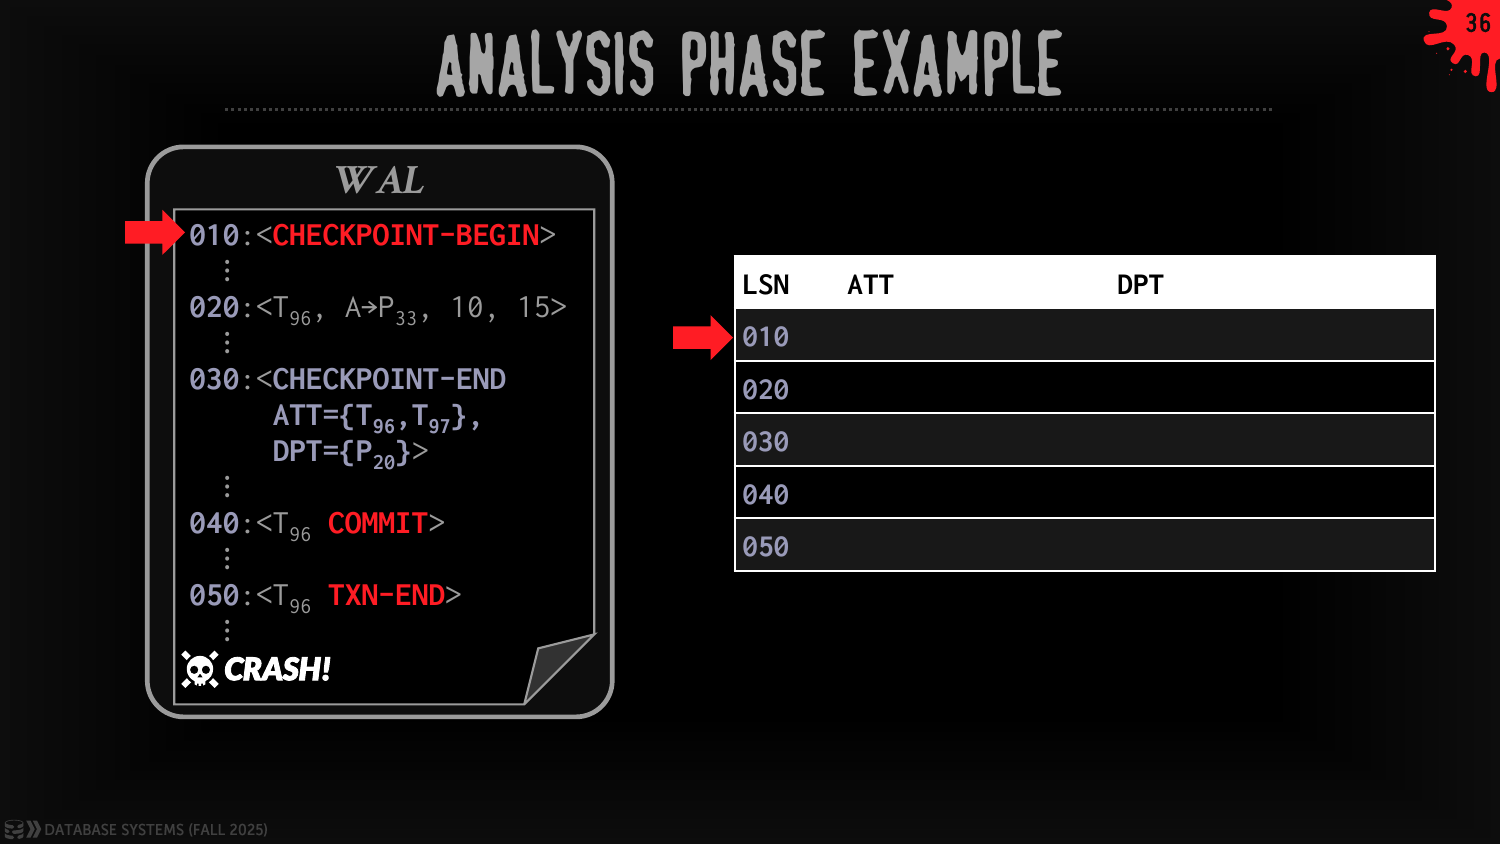 36
ANALYSIS PHASE EXAMPLE
WAL
010:<CHECKPOINT-BEGIN>
⋮
020:<T96, A→P33, 10, 15>
⋮
030:<CHECKPOINT-END
ATT={T96,T97},
DPT={P20}>
⋮
040:<T96 COMMIT>
⋮
050:<T96 TXN-END>
⋮
CRASH!
LSN ATT DPT
010
020
030
040
050
DATABASE SYSTEMS (FALL 2025)